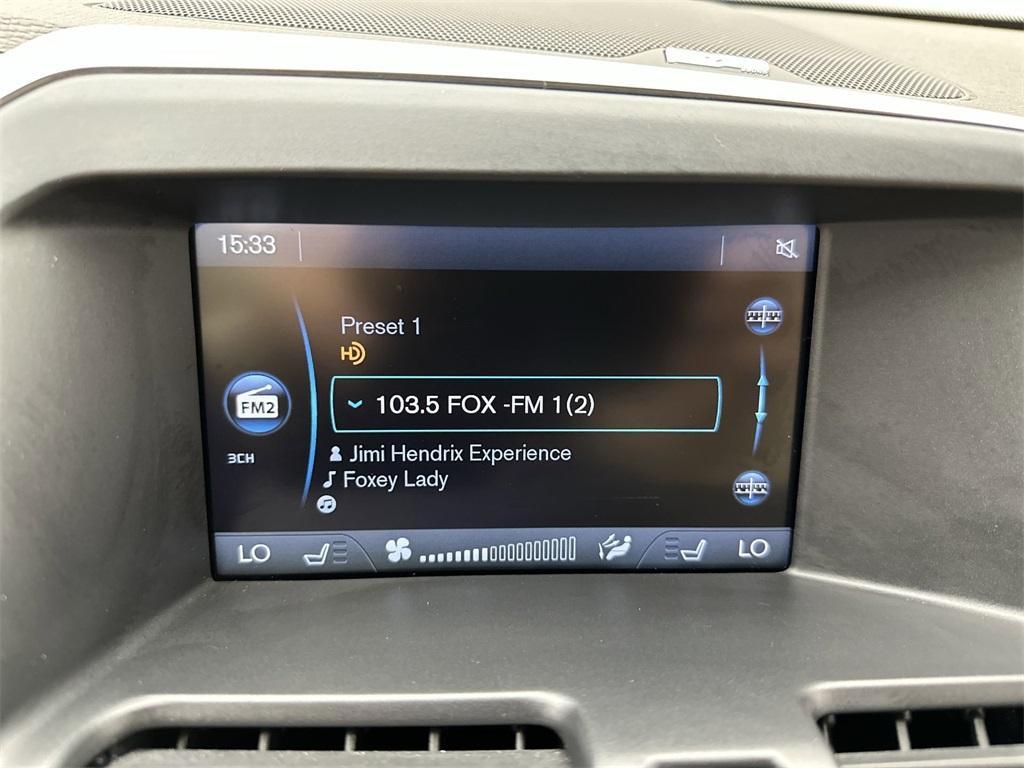 15:33
Preset 1
HD
103.5 FOX -FM 1(2)
FM2
3CH
Jimi Hendrix Experience
Foxey Lady
LO
LO